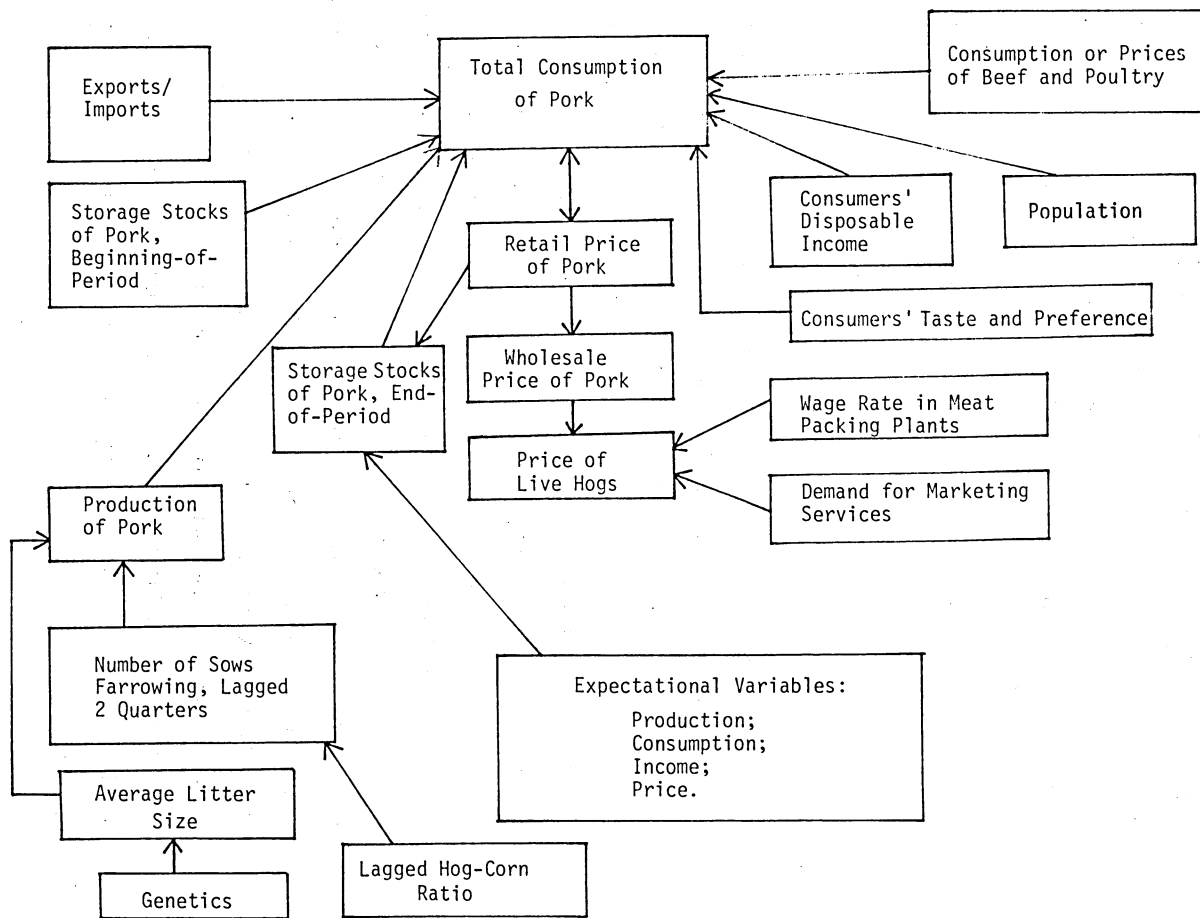 Exports/
Imports
Total Consumption
of Pork
Consumption or Prices
of Beef and Poultry
Storage Stocks
of Pork,
Beginning-of-
Period
Retail Price
of Pork
Consumers'
Disposable
Income
Population
Consumers' Taste and Preference
Storage Stocks
of Pork, End-
of-Period
Wholesale
Price of Pork
Wage Rate in Meat
Packing Plants
Price of
Live Hogs
Demand for Marketing
Services
Production
of Pork
Number of Sows
Farrowing, Lagged
2 Quarters
Expectational Variables:
Production;
Consumption;
Income;
Price.
Average Litter
Size
Lagged Hog-Corn
Ratio
Genetics